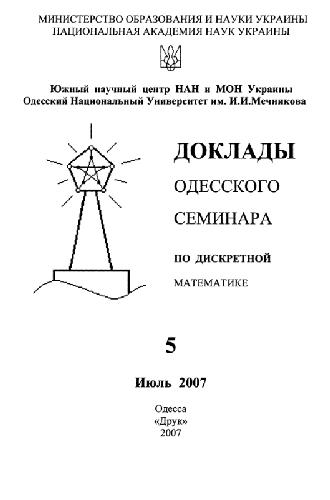 МИНИСТЕРСТВО ОБРАЗОВАНИЯ И НАУКИ УКРАИНЫ
НАЦИОНАЛЬНАЯ АКАДЕМИЯ НАУК УКРАИНЫ
Южный научный центр НАН и МОН Украины
Одесский Национальный Университет им. И.И.Мечникова
ДОКЛАДЫ
ОДЕССКОГО
СЕМИНАРА
ПО ДИСКРЕТНОЙ
МАТЕМАТИКЕ
5
Июль 2007
Одесса
«Друк»
2007